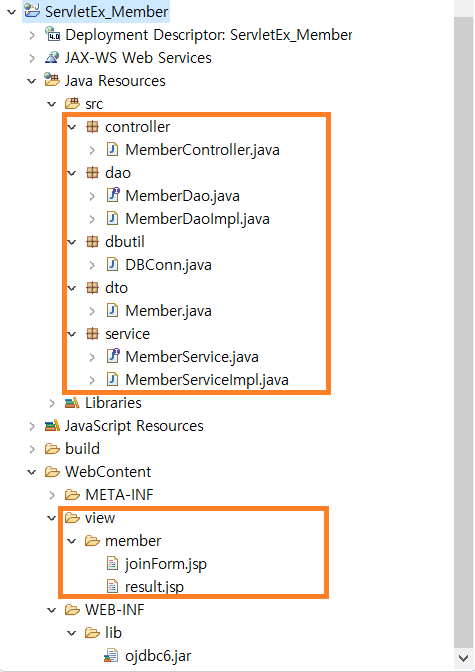 ServletEx_Member
Deployment Descriptor: ServletEx_Member
JAX-WS Web Services
Java Resources
src
controller
MemberController.java
dao
MemberDao.java
MemberDaoImpl.java
dbutil
DBConn.java
dto
Member.java
service
MemberService.java
MemberServiceImpl.java
Libraries
JavaScript Resources
build
WebContent
META-INF
view
member
joinForm.jsp
result.jsp
WEB-INF
lib
ojdbc6.jar